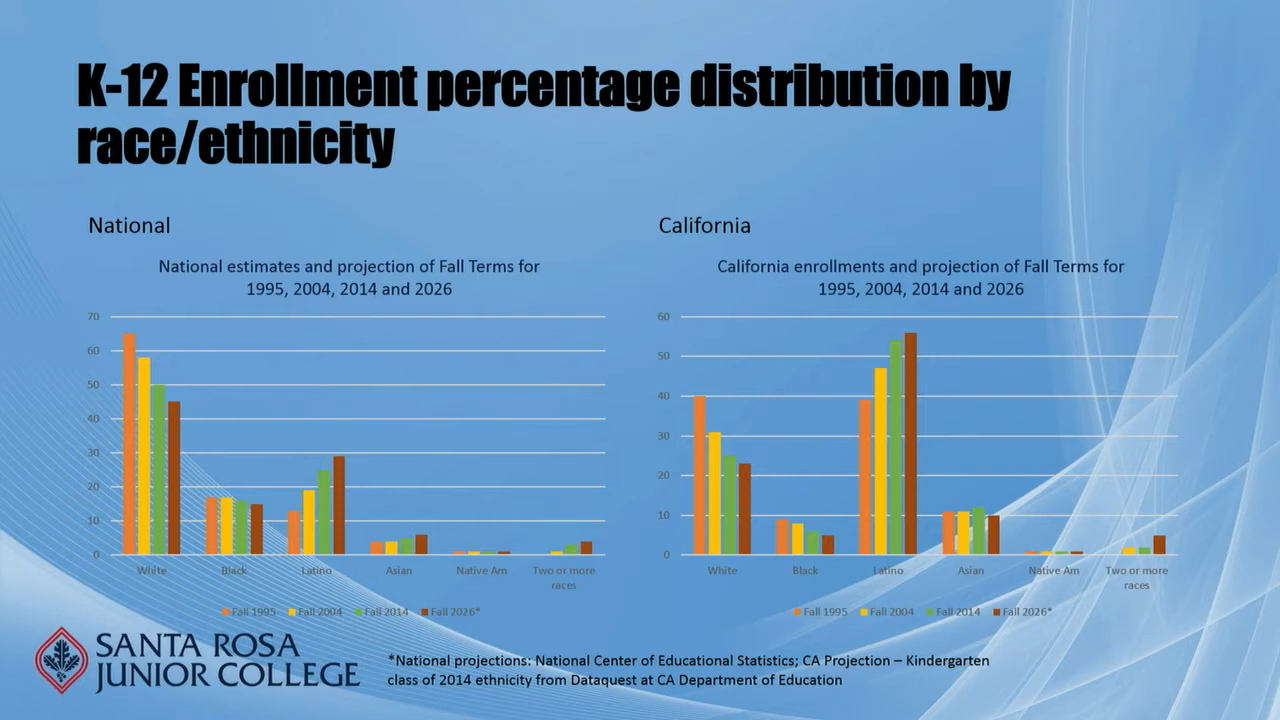 K-12 Enrollment percentage distribution by
race/ethnicity
National
National estimates and projection of Fall Terms for
1995, 2004, 2014 and 2026
70
60
50
40
30
20
10
0
White
Black
Latino
Asian
Native Am
Two or more
races
Fall 1995
Fall 2004
Fall 2014
Fall 2026*
California
California enrollments and projection of Fall Terms for
1995, 2004, 2014 and 2026
60
50
40
30
20
10
0
White
Black
Latino
Asian
Native Am
Two or more
races
Fall 1995
Fall 2004
Fall 2014
Fall 2026*
SANTA ROSA
JUNIOR COLLEGE
*National projections: National Center of Educational Statistics; CA Projection – Kindergarten
class of 2014 ethnicity from Dataquest at CA Department of Education